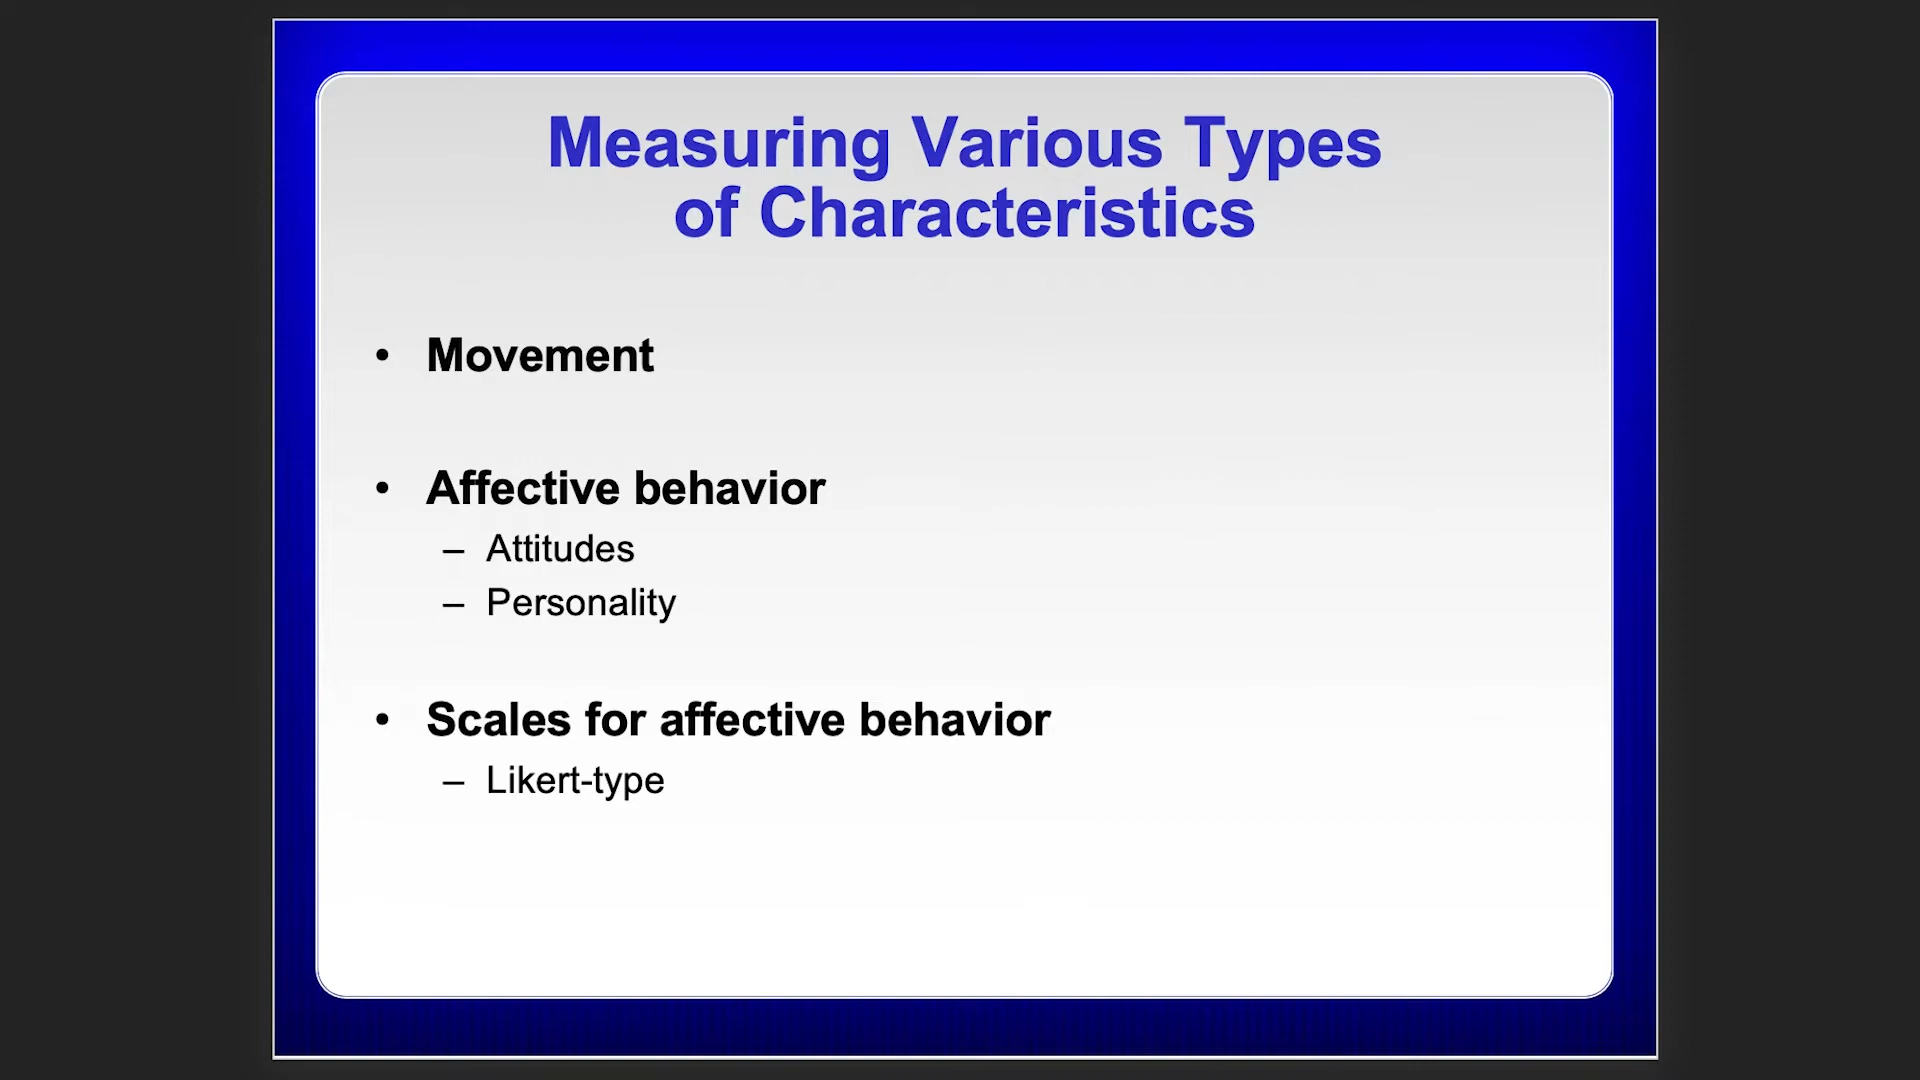 Measuring Various Types
of Characteristics
• Movement
• Affective behavior
– Attitudes
– Personality
• Scales for affective behavior
– Likert-type